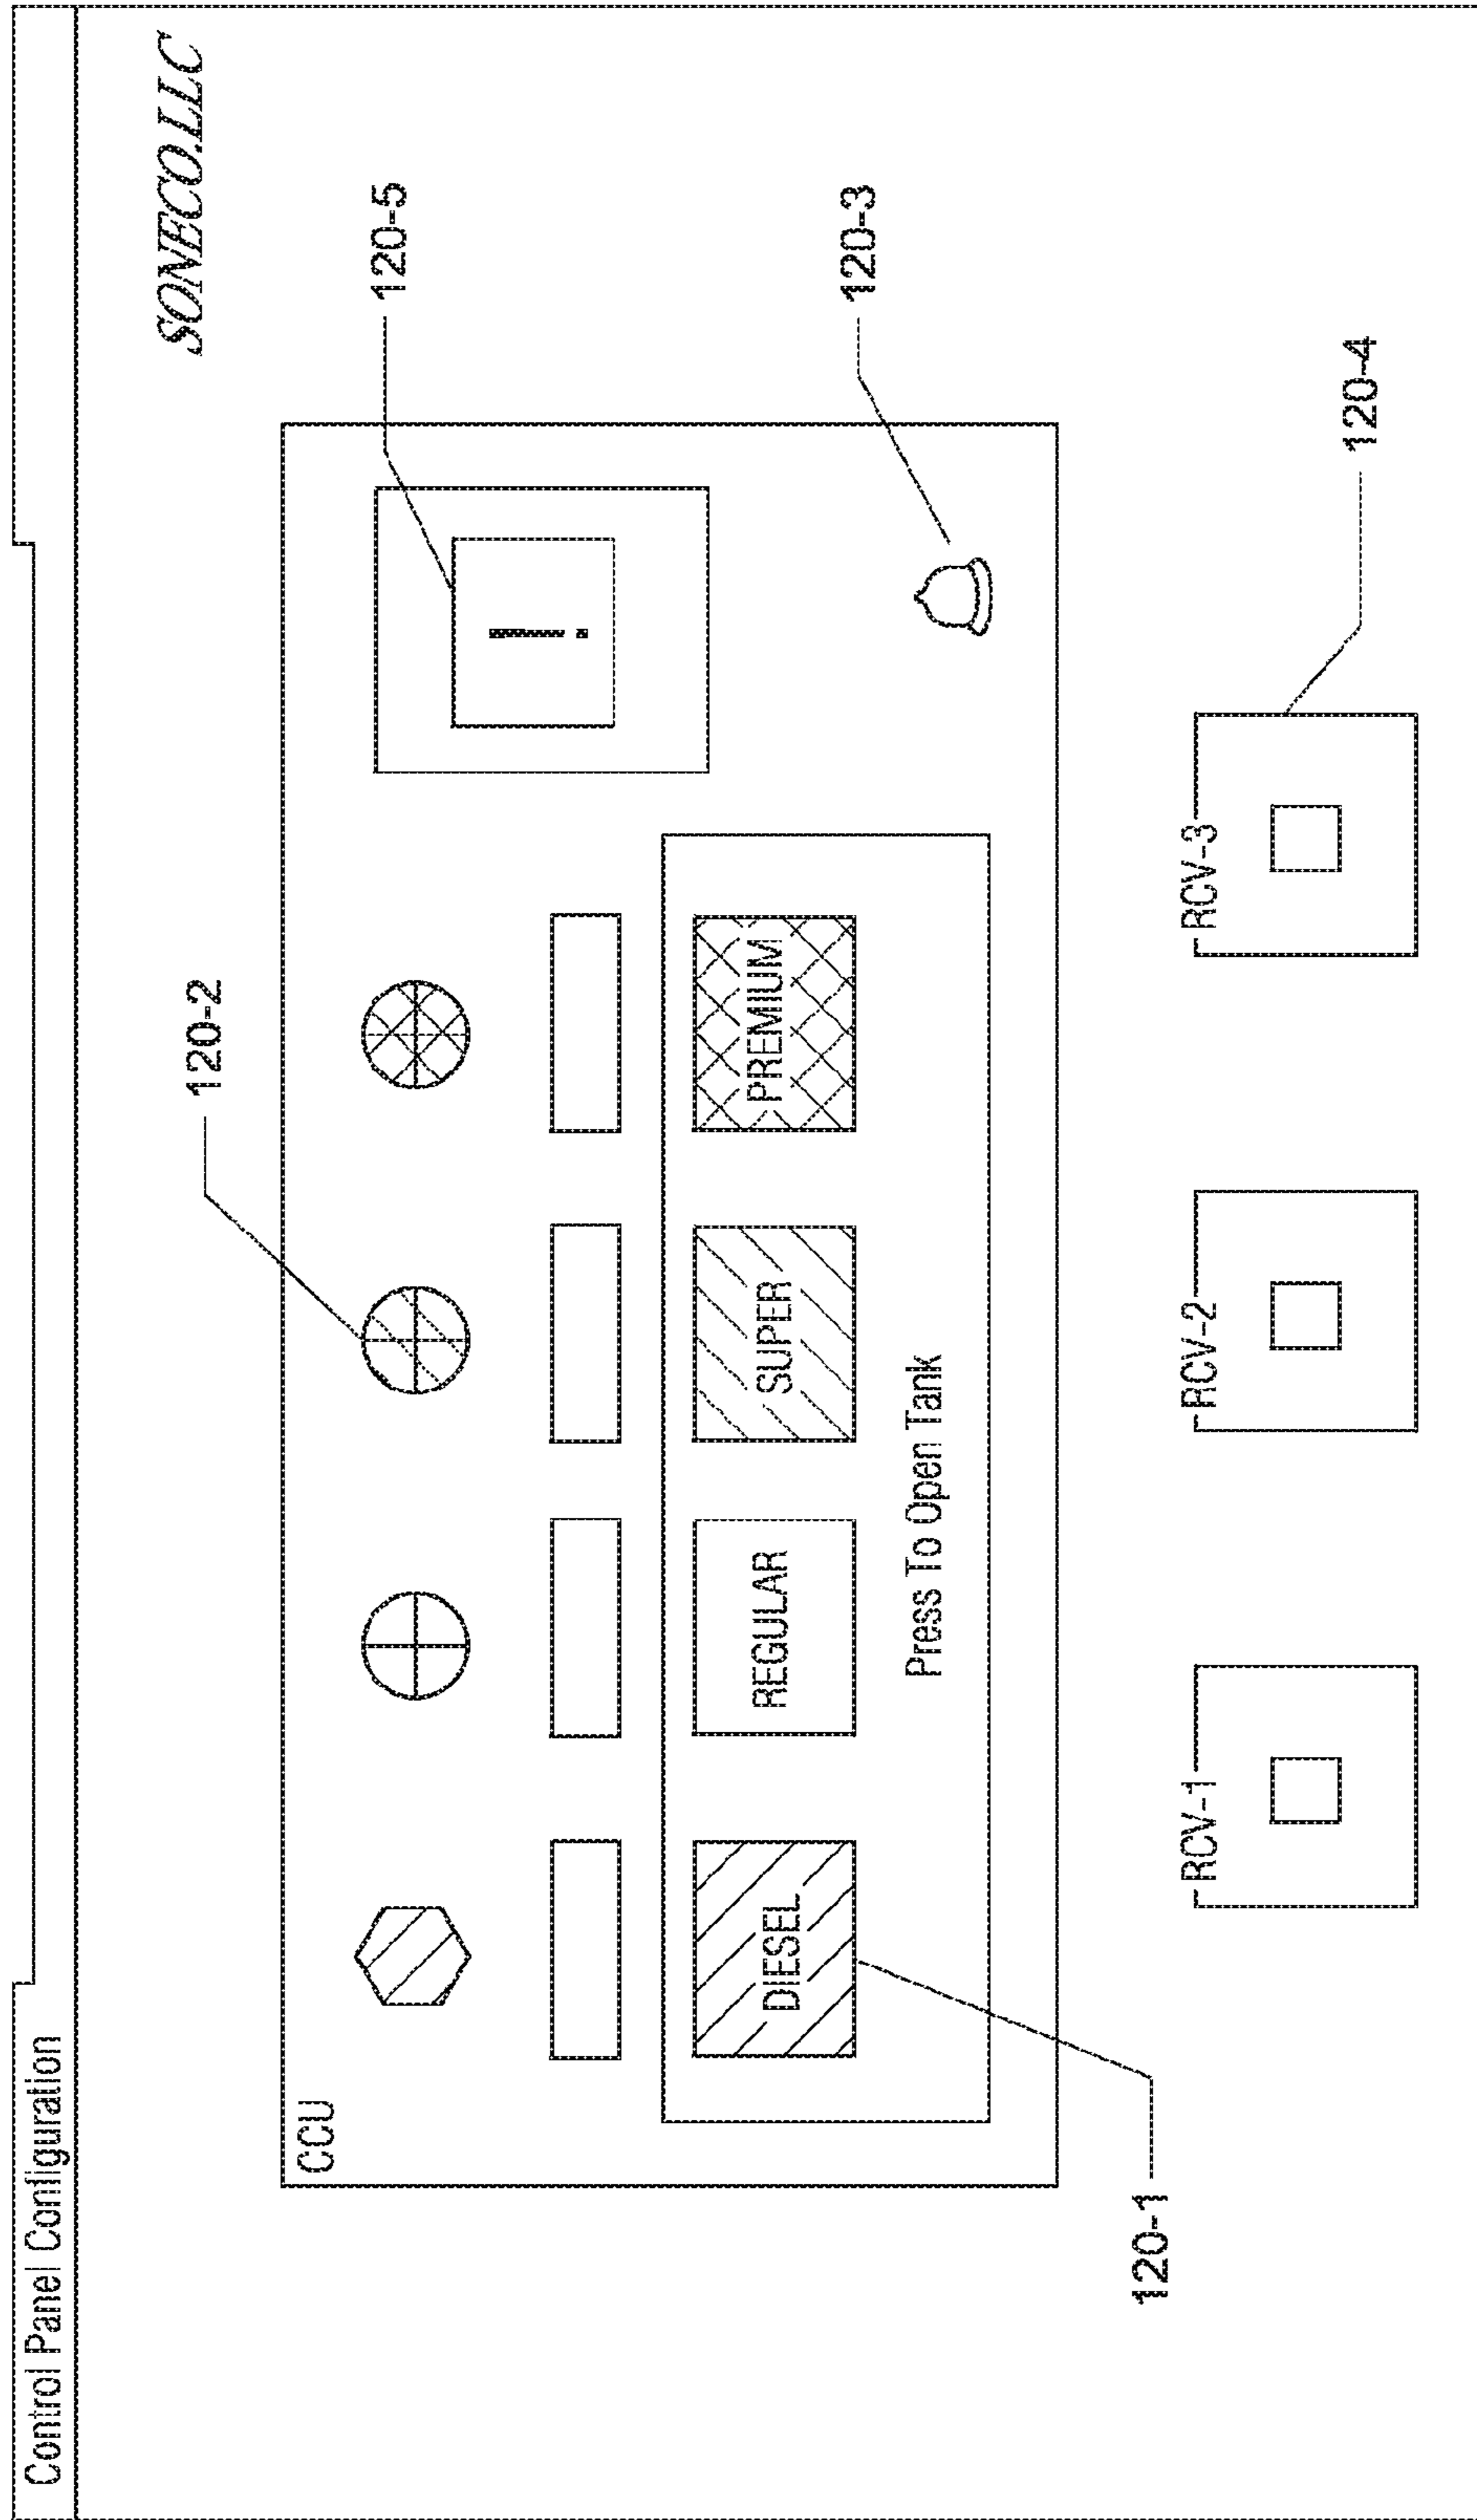 Control Panel Configuration
SONECO.LLC
120-2
120-5
CCU
DIESEL
REGULAR
SUPER
PREMIUM
!
Press To Open Tank
120-3
120-1
RCV-1
RCV-2
RCV-3
120-4